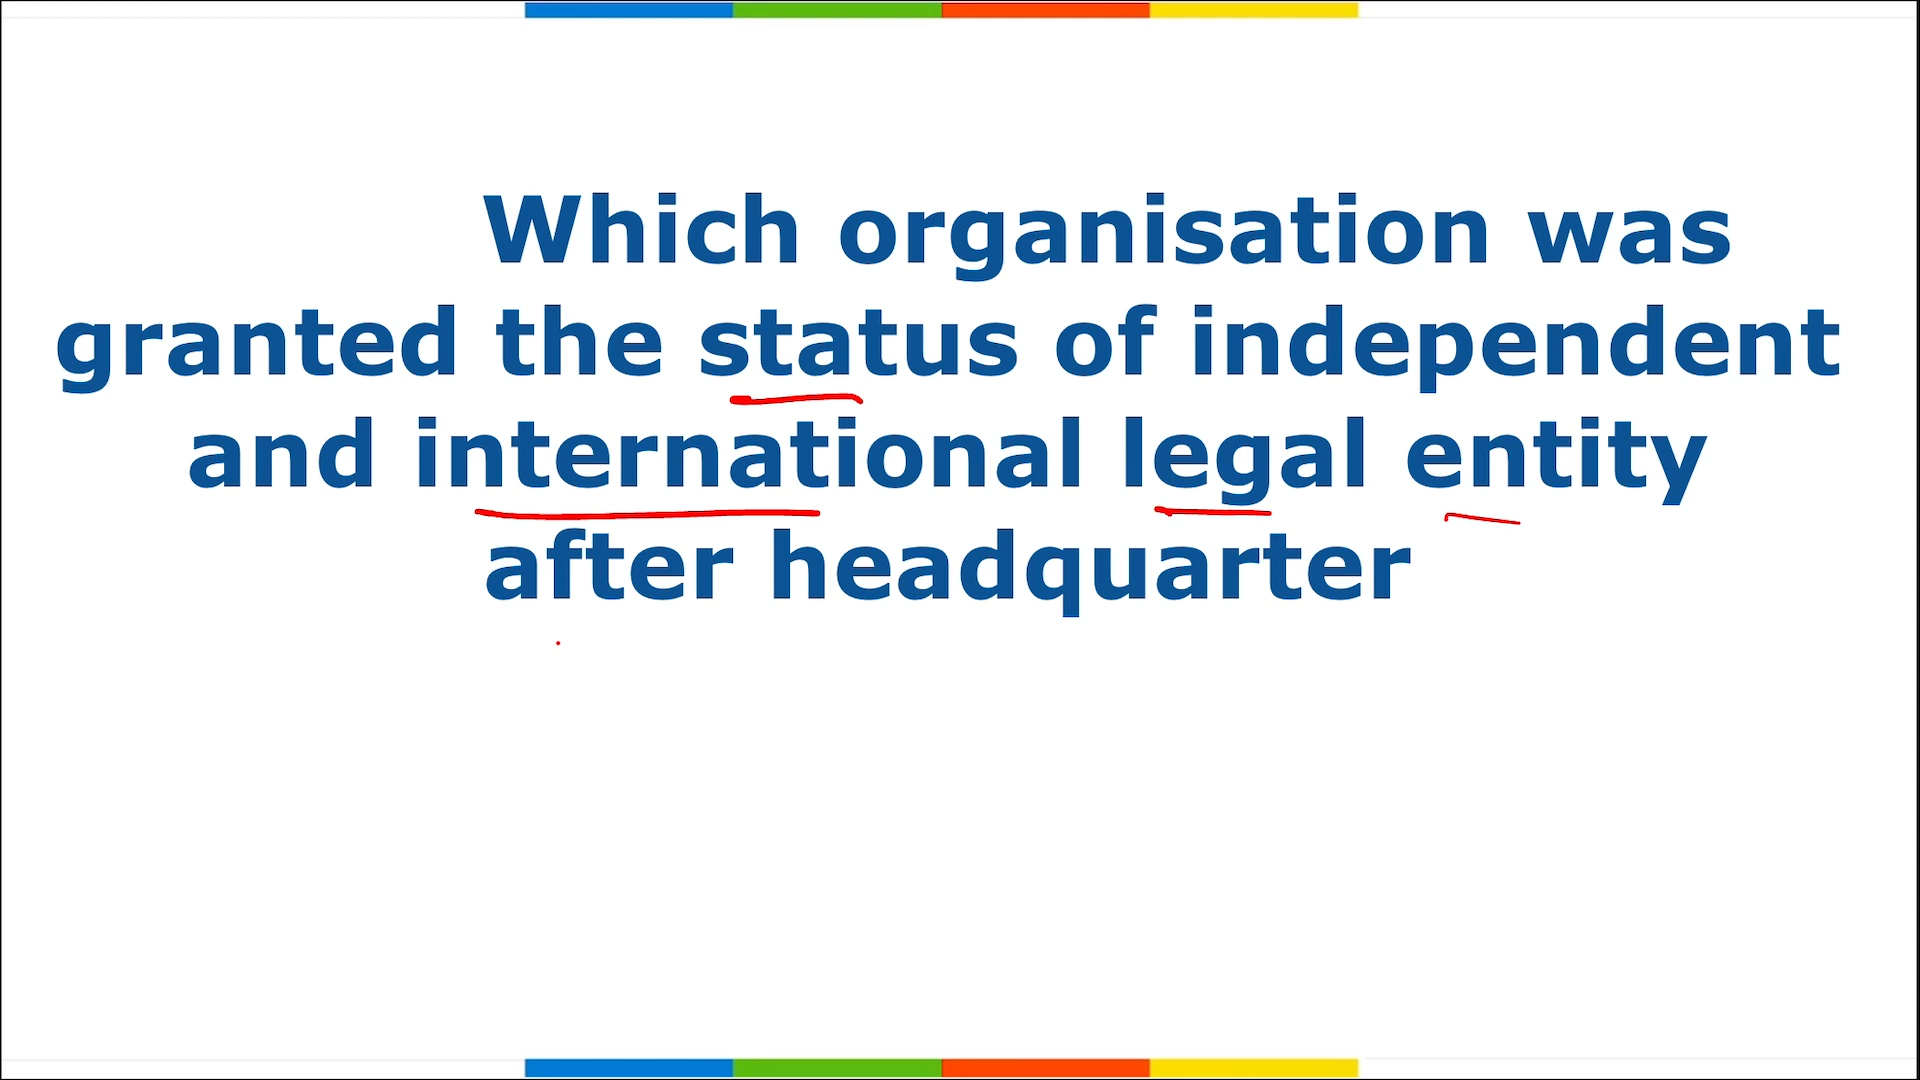 Which organisation was
granted the status of independent
and international legal entity
after headquarter